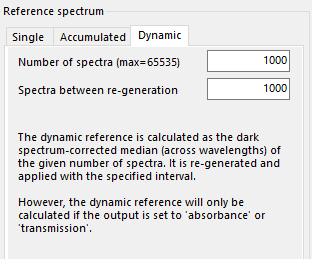 Reference spectrum
Single Accumulated Dynamic
Number of spectra (max=65535) 1000
Spectra between re-generation 1000
The dynamic reference is calculated as the dark
spectrum-corrected median (across wavelengths) of
the given number of spectra. It is re-generated and
applied with the specified interval.
However, the dynamic reference will only be
calculated if the output is set to 'absorbance' or
'transmission'.